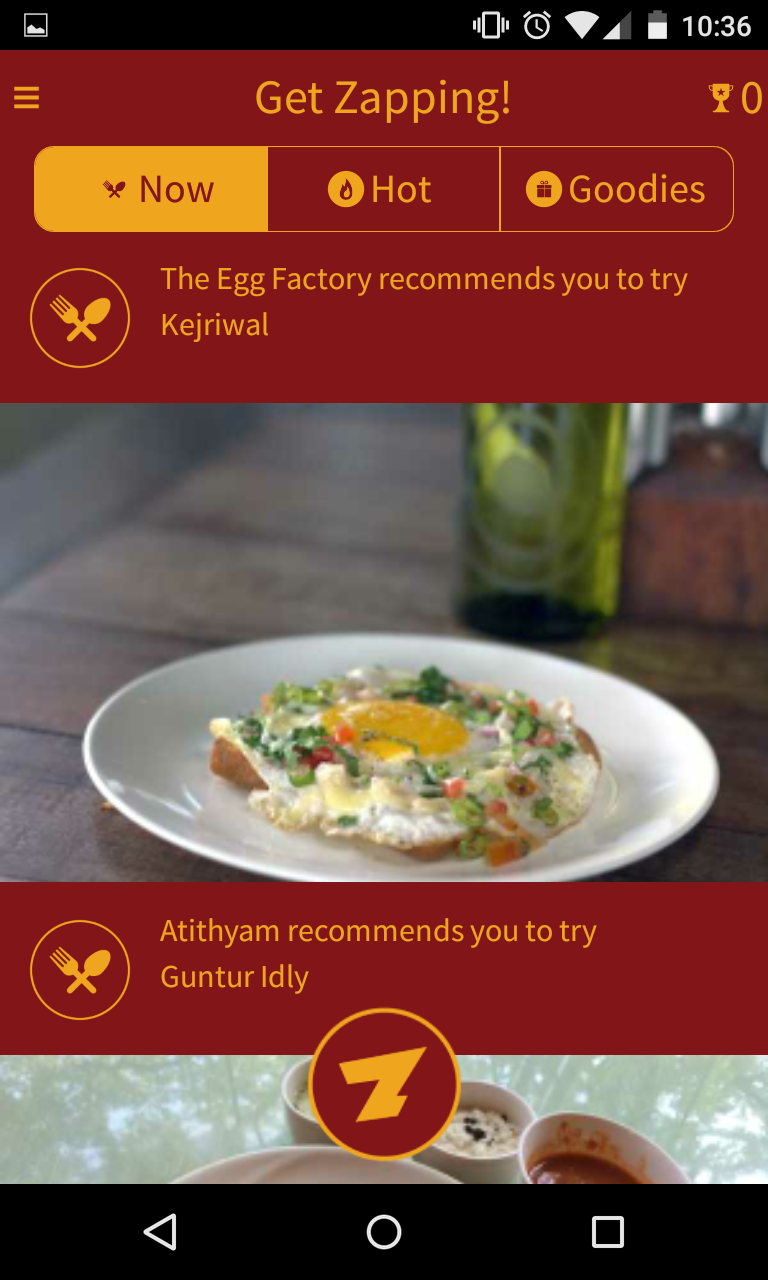 10:36
Get Zapping!
0
Now
Hot
Goodies
The Egg Factory recommends you to try
Kejriwal
Atithyam recommends you to try
Guntur Idly